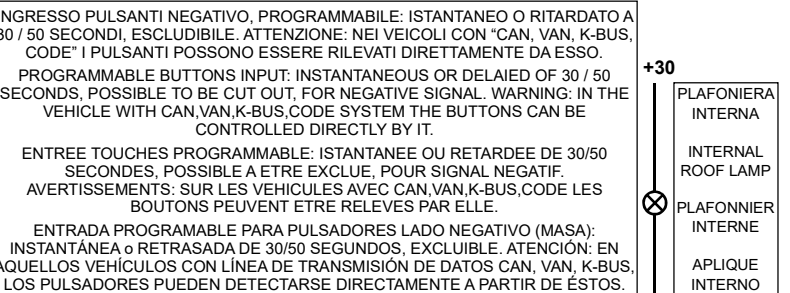 INGRESSO PULSANTI NEGATIVO, PROGRAMMABILE: ISTANTANEO O RITARDATO A
30 / 50 SECONDI, ESCLUDIBILE. ATTENZIONE: NEI VEICOLI CON “CAN, VAN, K-BUS,
CODE” I PULSANTI POSSONO ESSERE RILEVATI DIRETTAMENTE DA ESSO.
PROGRAMMABLE BUTTONS INPUT: INSTANTANEOUS OR DELAIED OF 30 / 50
SECONDS, POSSIBLE TO BE CUT OUT, FOR NEGATIVE SIGNAL. WARNING: IN THE
VEHICLE WITH CAN,VAN,K-BUS,CODE SYSTEM THE BUTTONS CAN BE
CONTROLLED DIRECTLY BY IT.
ENTREE TOUCHES PROGRAMMABLE: ISTANTANEE OU RETARDEE DE 30/50
SECONDES, POSSIBLE A ETRE EXCLUE, POUR SIGNAL NEGATIF.
AVERTISSEMENTS: SUR LES VEHICULES AVEC CAN,VAN,K-BUS,CODE LES
BOUTONS PEUVENT ETRE RELEVES PAR ELLE.
ENTRADA PROGRAMABLE PARA PULSADORES LADO NEGATIVO (MASA):
INSTANTÁNEA o RETRASADA DE 30/50 SEGUNDOS, EXCLUIBLE. ATENCIÓN: EN
AQUELLOS VEHÍCULOS CON LÍNEA DE TRANSMISIÓN DE DATOS CAN, VAN, K-BUS,
LOS PULSADORES PUEDEN DETECTARSE DIRECTAMENTE A PARTIR DE ÉSTOS.
+30
PLAFONIERA
INTERNA
INTERNAL
ROOF LAMP
PLAFONNIER
INTERNE
APLIQUE
INTERNO